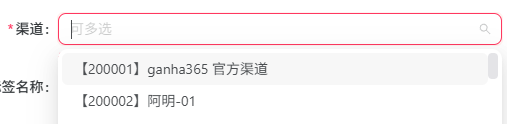 *渠道： 可多选
【200001】ganha365 官方渠道
签名称：
【200002】阿明-01